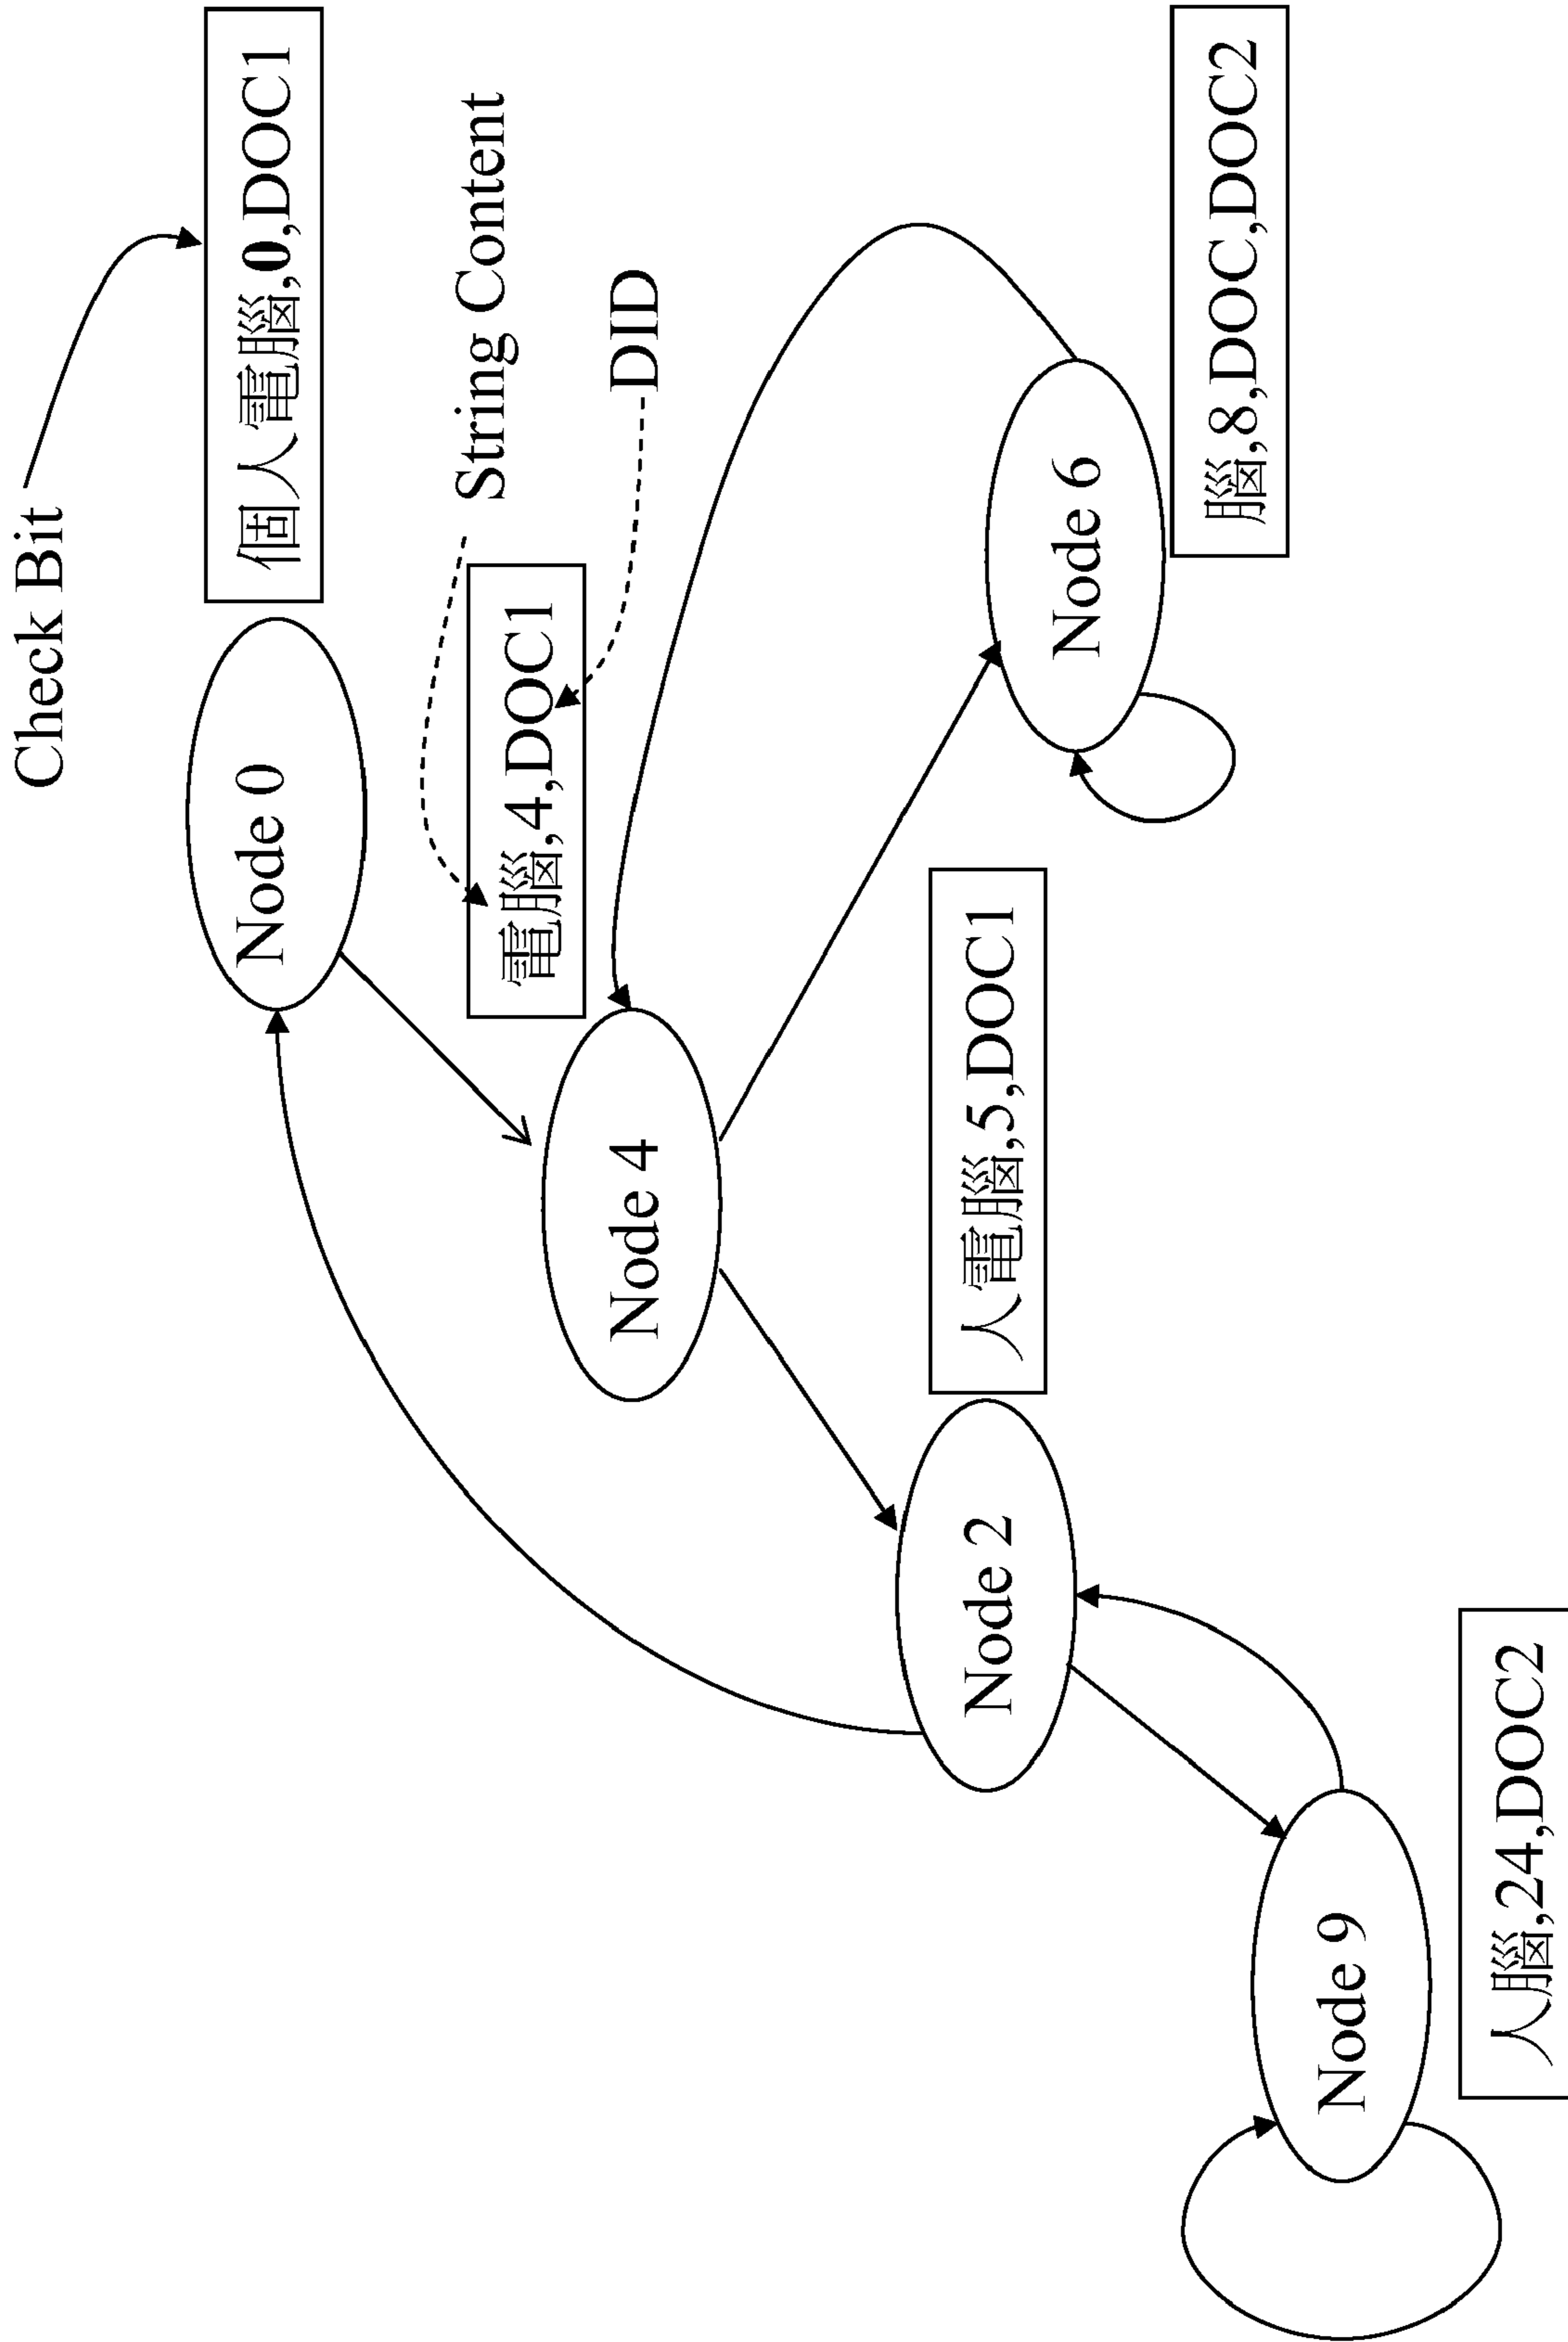 Check Bit
Node 0
個人電腦,0,DOC1
String Content
電腦,4,DOC1
DID
Node 4
Node 2
人電腦,5,DOC1
Node 6
腦,8,DOC,DOC2
Node 9
人腦,24,DOC2